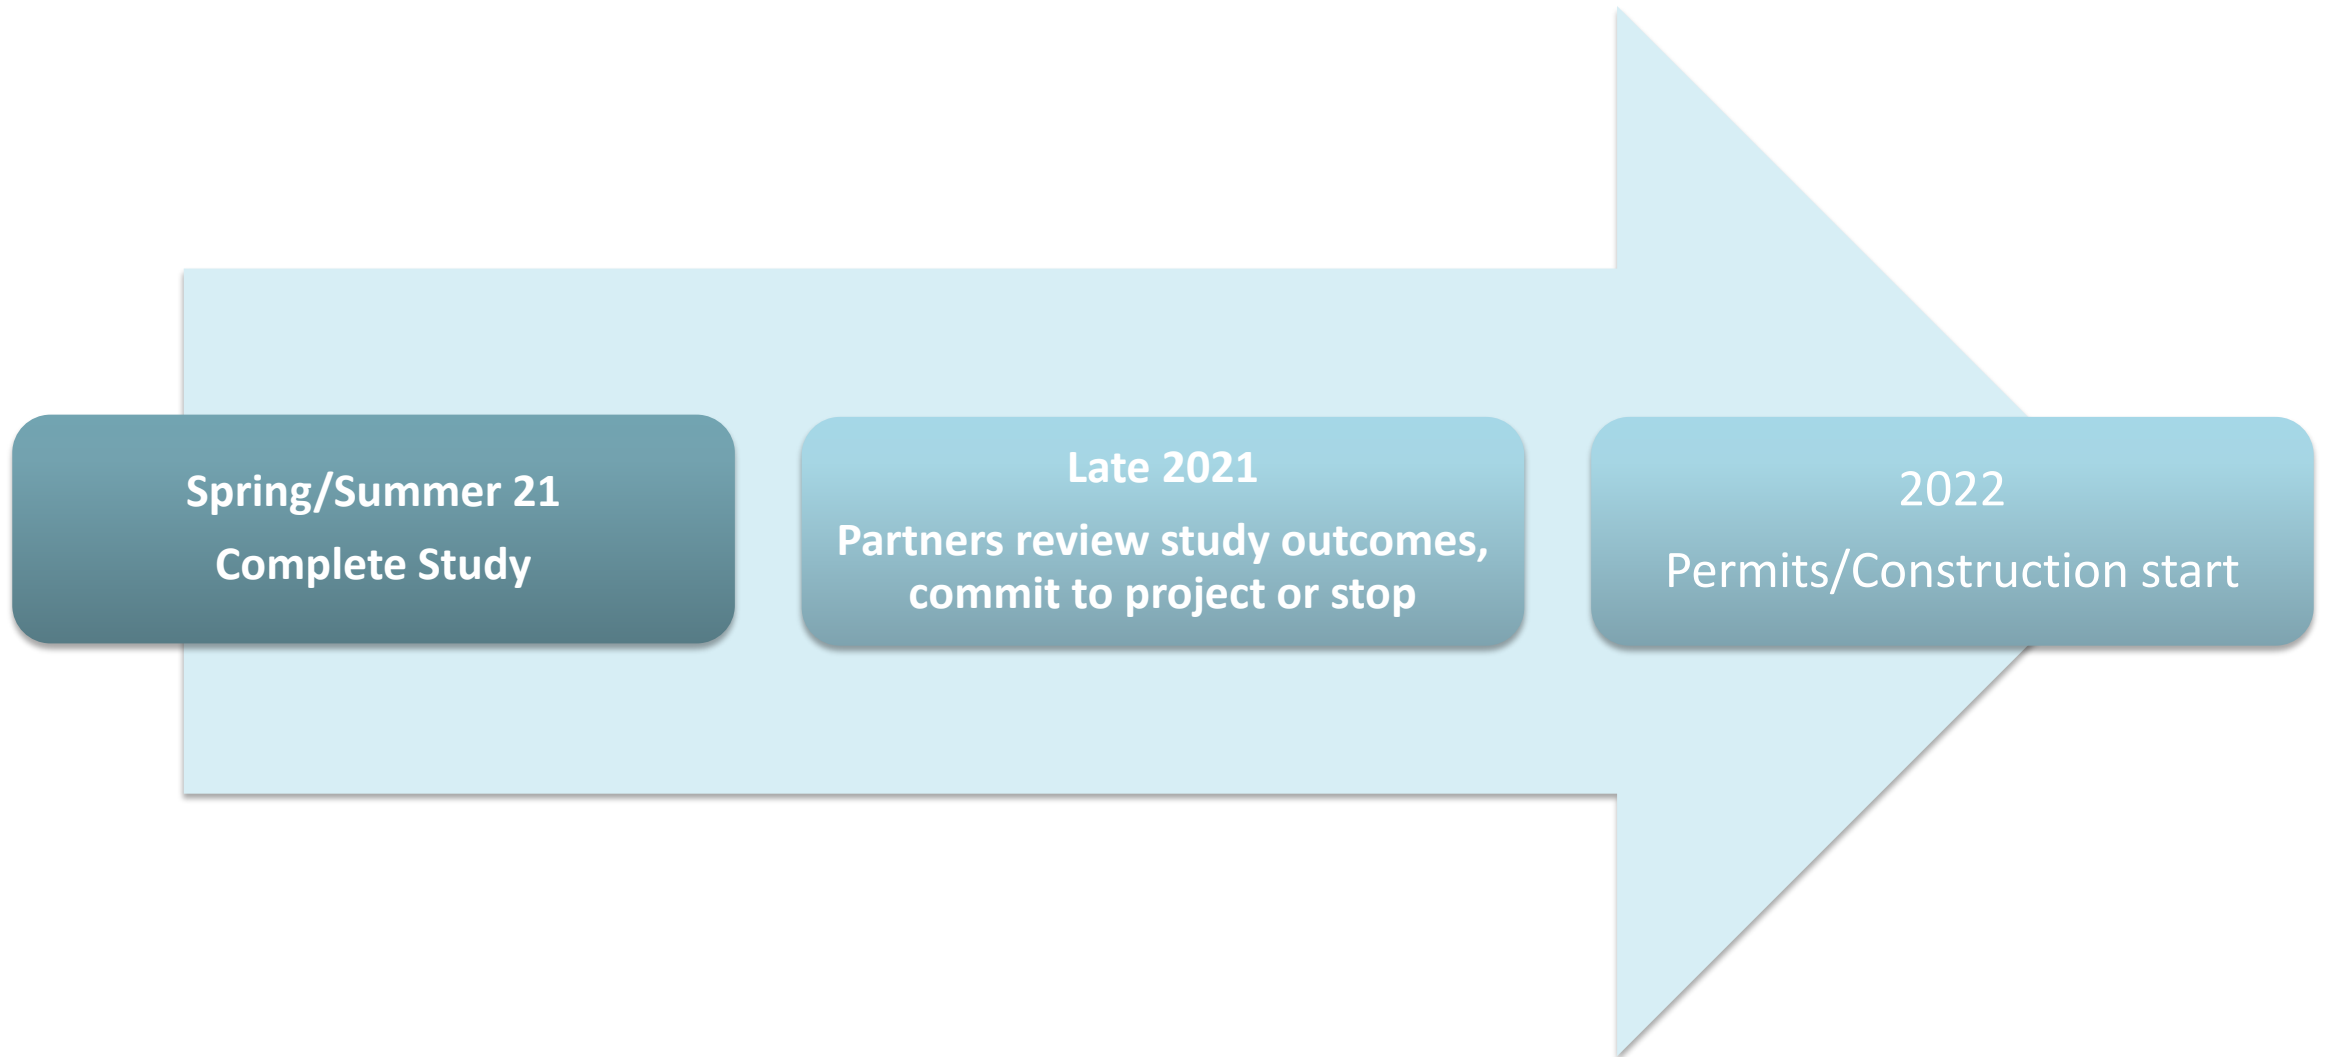 Spring/Summer 21
Complete Study
Late 2021
Partners review study outcomes,
commit to project or stop
2022
Permits/Construction start